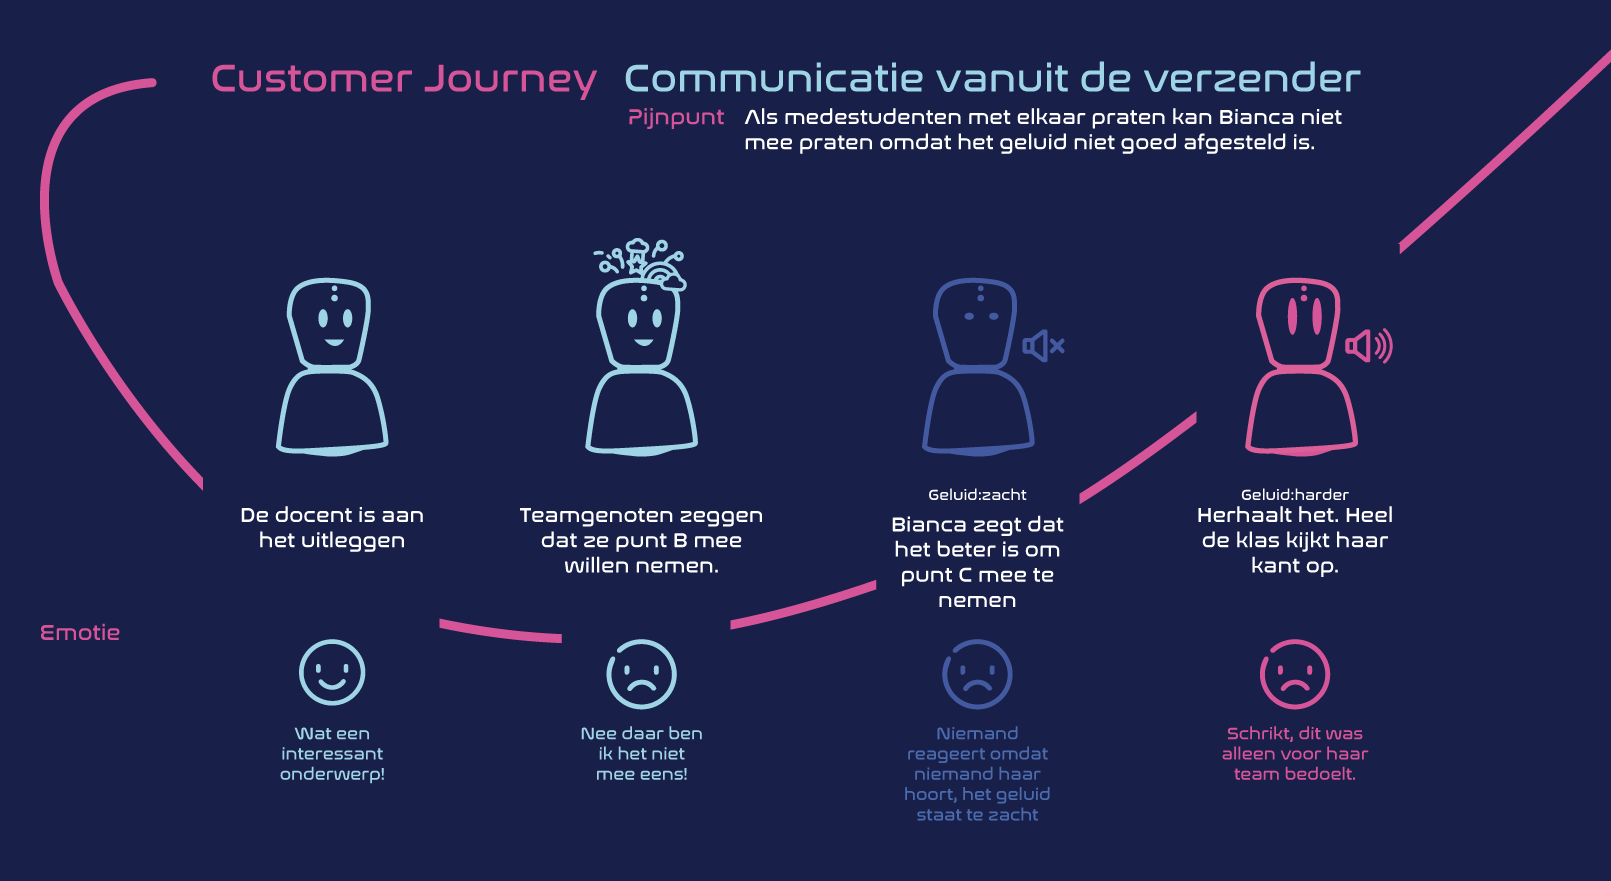 Customer Journey Communicatie vanuit de verzender
Pijnpunt Als medestudenten met elkaar praten kan Bianca niet
mee praten omdat het geluid niet goed afgesteld is.
De docent is aan
het uitleggen
Teamgenoten zeggen
dat ze punt B mee
willen nemen.
Geluid:zacht
Bianca zegt dat
het beter is om
punt C mee te
nemen
Geluid:harder
Herhaalt het. Heel
de klas kijkt haar
kant op.
Emotie
Wat een
interessant
onderwerp!
Nee daar ben
ik het niet
mee eens!
Niemand
reageert omdat
niemand haar
hoort, het geluid
staat te zacht
Schrikt, dit was
alleen voor haar
team bedoelt.